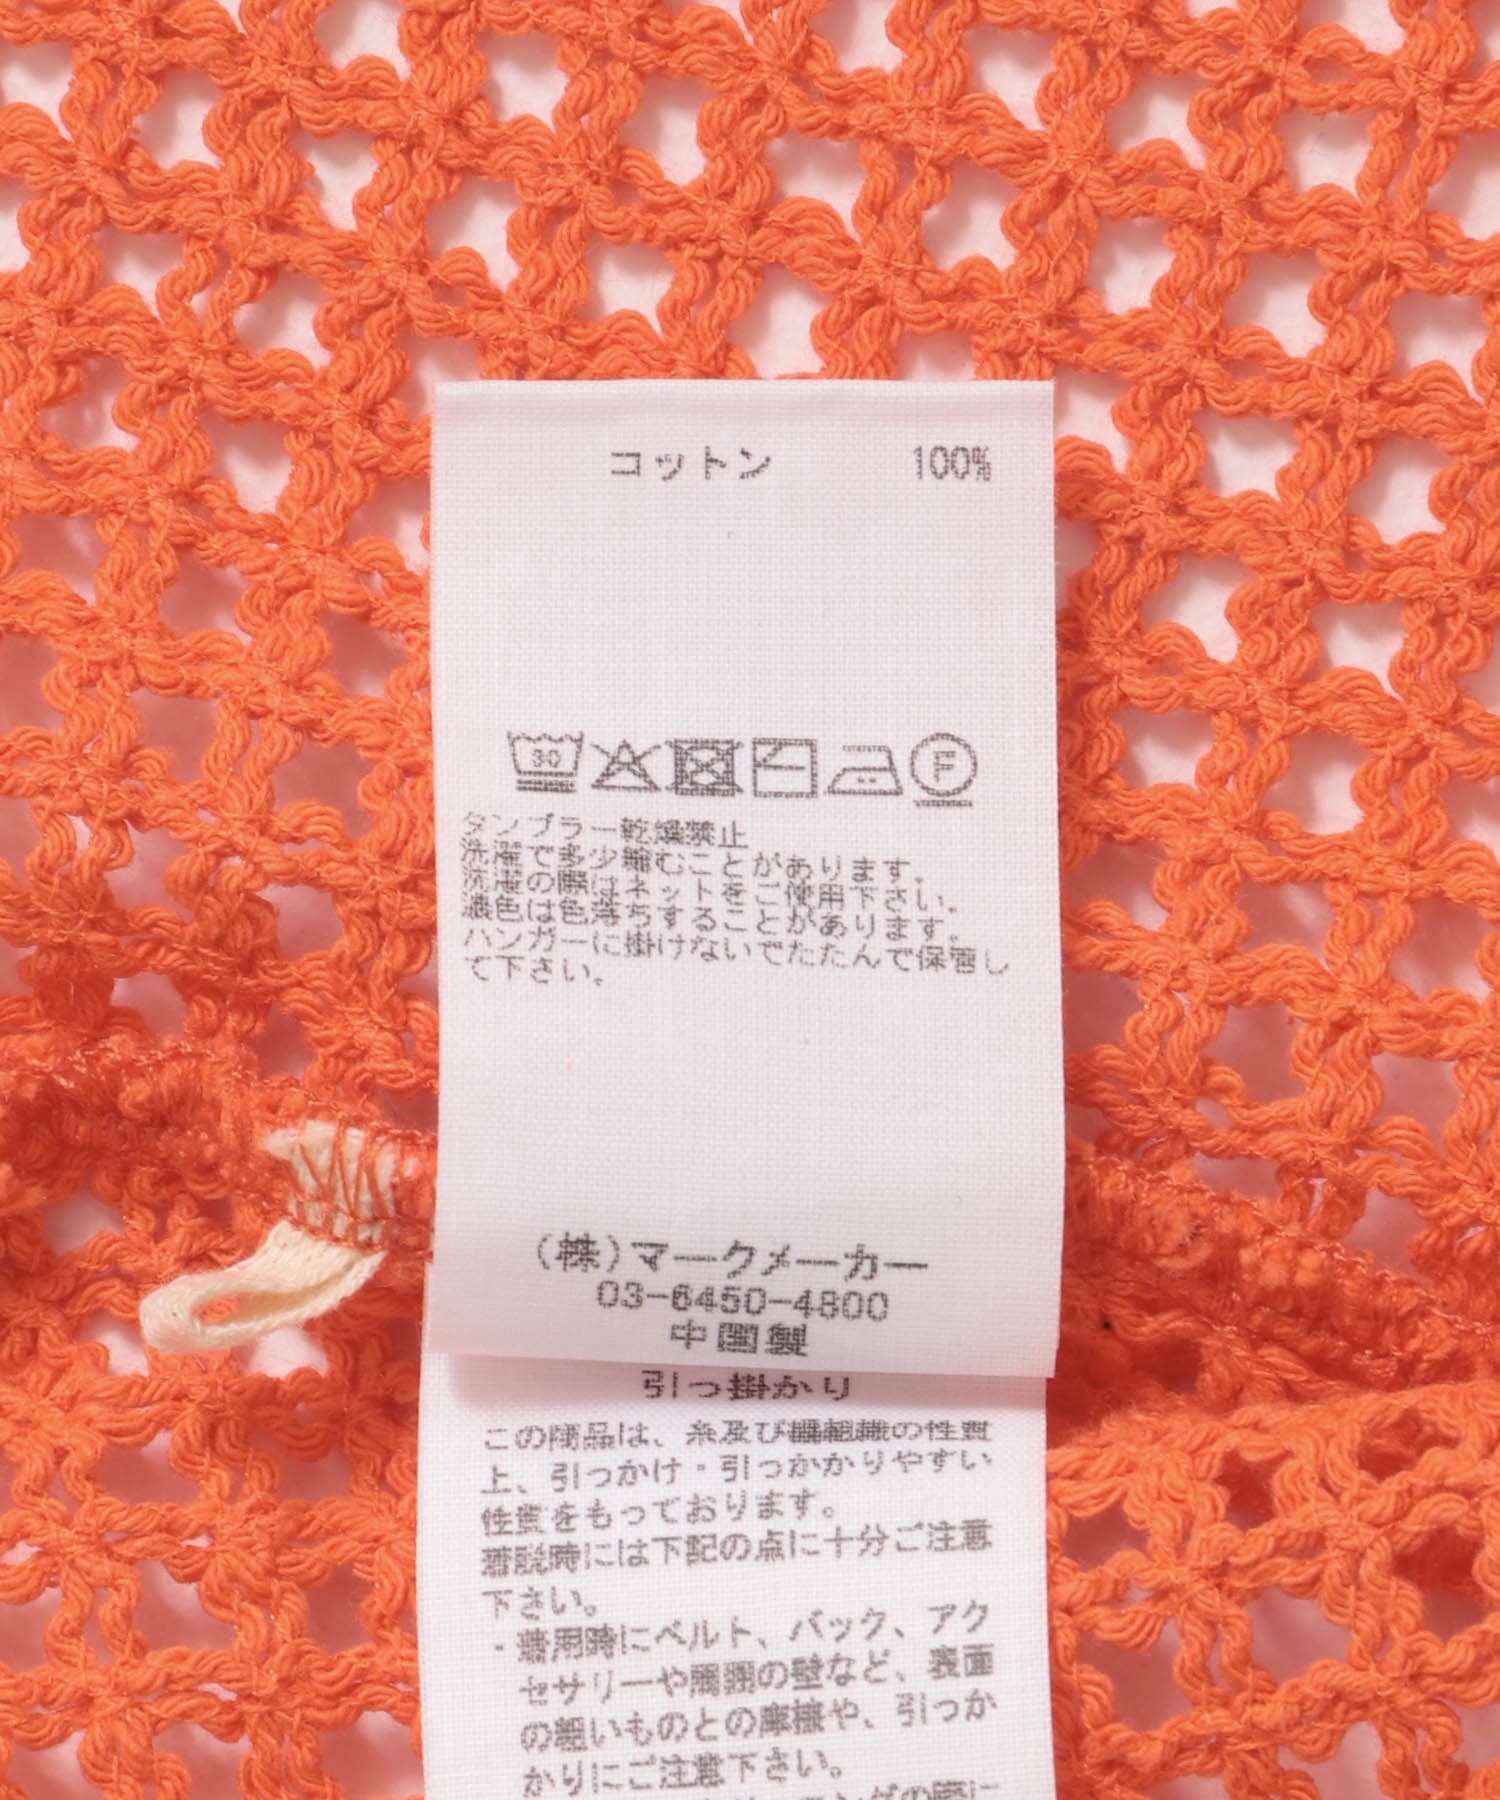 コットン 100%
30 F
タンブラー乾燥禁止
洗濯で多少縮むことがあります。
洗濯の際はネットをご使用下さい。
濃色は色落ちすることがあります。
ハンガーに掛けないでたたんで保管し
て下さい。
(株)マークメーカー
03-6450-4800
中国製
引っ掛かり
この商品は、糸及び編組織の性質
上、引っかけ・引っかかりやすい
性質をもっております。
着脱時には下記の点に十分ご注意
下さい。
・着用時にベルト、バック、アク
セサリーや周囲の壁など、表面
の粗いものとの摩擦や、引っか
かりにご注意下さい。